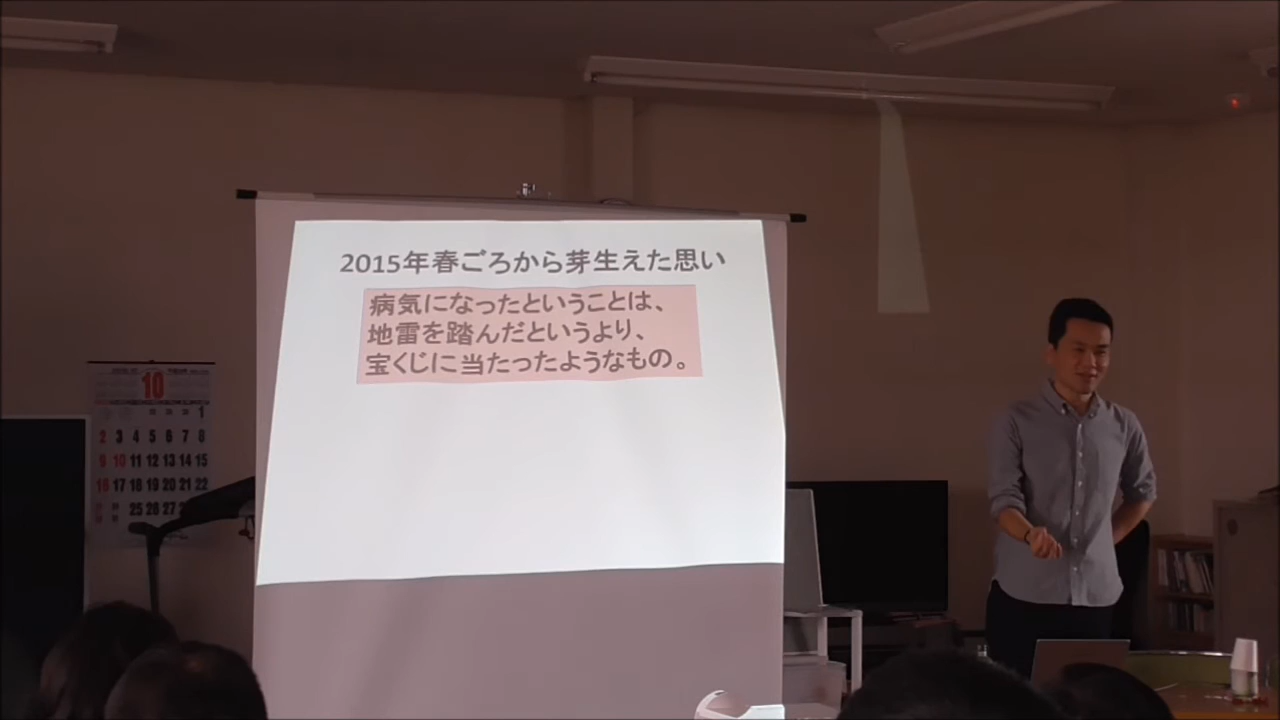 2015年春ごろから芽生えた思い
病気になったということは、
地雷を踏んだというより、
宝くじに当たったようなもの。
10
1
2 3 4 5 6 7 8
9 10 11 12 13 14 15
16 17 18 19 20 21 22
25 26 27